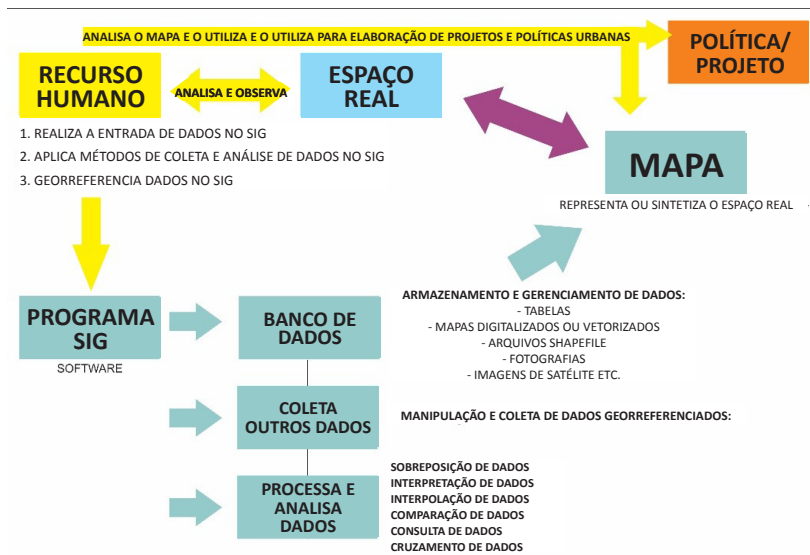 ANALISA O MAPA E O UTILIZA E O UTILIZA PARA ELABORAÇÃO DE PROJETOS E POLÍTICAS URBANAS
POLÍTICA/
PROJETO
RECURSO
HUMANO
ANALISA E OBSERVA
ESPAÇO
REAL
1. REALIZA A ENTRADA DE DADOS NO SIG
2. APLICA MÉTODOS DE COLETA E ANÁLISE DE DADOS NO SIG
3. GEORREFERENCIA DADOS NO SIG
MAPA
REPRESENTA OU SINTETIZA O ESPAÇO REAL -
PROGRAMA
SIG
SOFTWARE
BANCO DE
DADOS
ARMAZENAMENTO E GERENCIAMENTO DE DADOS:
- TABELAS
- MAPAS DIGITALIZADOS OU VETORIZADOS
- ARQUIVOS SHAPEFILE
- FOTOGRAFIAS
- IMAGENS DE SATÉLITE ETC.
COLETA
OUTROS DADOS
MANIPULAÇÃO E COLETA DE DADOS GEORREFERENCIADOS:
PROCESSA E
ANALISA
DADOS
SOBREPOSIÇÃO DE DADOS
INTERPRETAÇÃO DE DADOS
INTERPOLAÇÃO DE DADOS
COMPARAÇÃO DE DADOS
CONSULTA DE DADOS
CRUZAMENTO DE DADOS